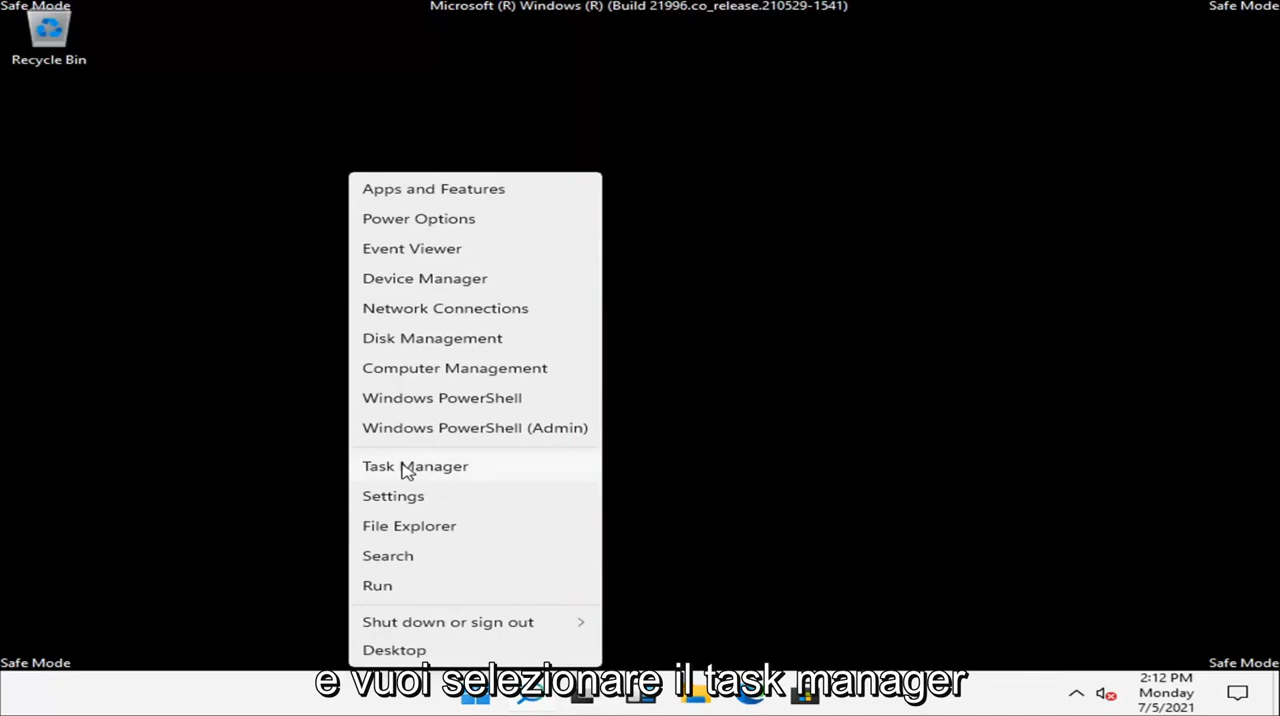 Safe Mode
Microsoft (R) Windows (R) (Build 21996.co_release.210529-1541)
Safe Mode
Recycle Bin
Apps and Features
Power Options
Event Viewer
Device Manager
Network Connections
Disk Management
Computer Management
Windows PowerShell
Windows PowerShell (Admin)
Task Manager
Settings
File Explorer
Search
Run
Shut down or sign out
Desktop
Safe Mode
Safe Mode
e vuoi selezionare il task manager
2:12 PM
Monday
7/5/2021